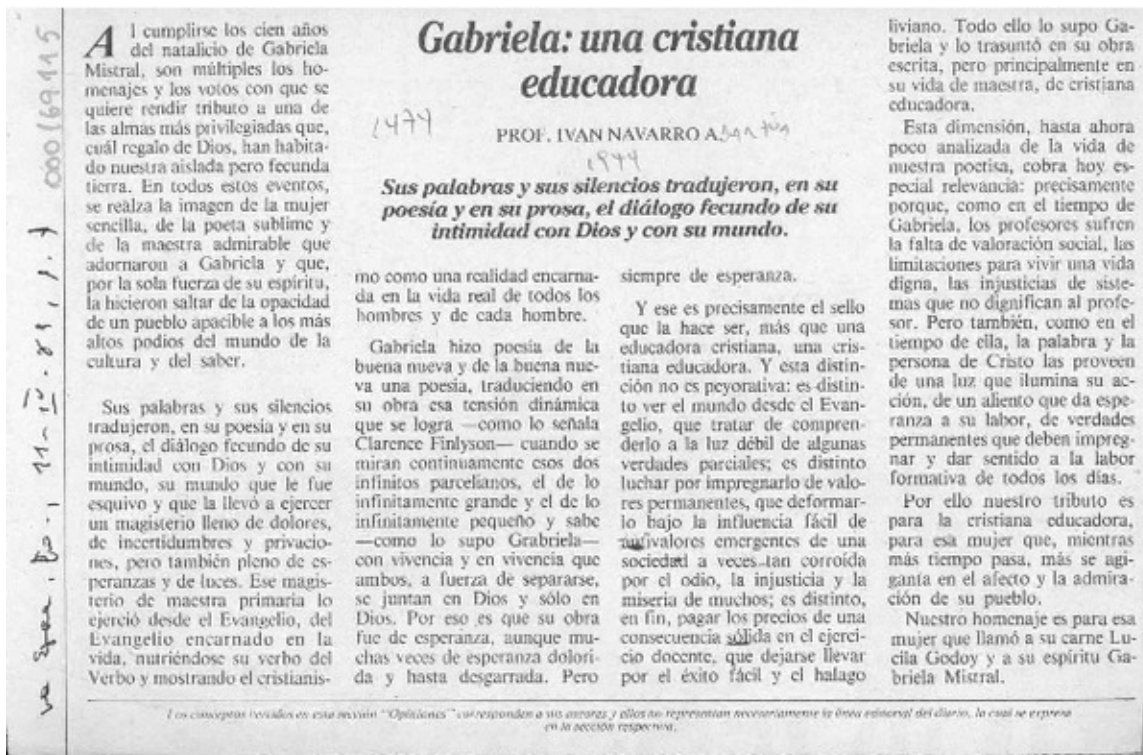 000169115
Gabriela: una cristiana
educadora
1474
PROF. IVAN NAVARRO A.
1944
Sus palabras y sus silencios tradujeron, en su
poesía y en su prosa, el diálogo fecundo de su
intimidad con Dios y con su mundo.
Al cumplirse los cien años
del natalicio de Gabriela
Mistral, son múltiples los ho-
menajes y los votos con que se
quiere rendir tributo a una de
las almas más privilegiadas que,
cuál regalo de Dios, han habita-
do nuestra aislada pero fecunda
tierra. En todos estos eventos,
se realza la imagen de la mujer
sencilla, de la poeta sublime y
de la maestra admirable que
adornaron a Gabriela y que,
por la sola fuerza de su espíritu,
la hicieron saltar de la opacidad
de un pueblo apacible a los más
altos podios del mundo de la
cultura y del saber.
Sus palabras y sus silencios
tradujeron, en su poesía y en su
prosa, el diálogo fecundo de su
intimidad con Dios y con su
mundo, su mundo que le fue
esquivo y que la llevó a ejercer
un magisterio lleno de dolores,
de incertidumbres y privacio-
nes, pero también pleno de es-
peranzas y de luces. Ese magis-
terio de maestra primaria lo
ejerció desde el Evangelio, del
Evangelio encarnado en la
vida, nutriéndose su verbo del
Verbo y mostrando el cristianis-
mo como una realidad encarna-
da en la vida real de todos los
hombres y de cada hombre.
Gabriela hizo poesía de la
buena nueva y de la buena nue-
va una poesía, traduciendo en
su obra esa tensión dinámica
que se logra —como lo señala
Clarence Finlyson— cuando se
miran continuamente esos dos
infinitos parcelianos, el de lo
infinitamente grande y el de lo
infinitamente pequeño y sabe
—como lo supo Grabriela—
con vivencia y en vivencia que
ambos, a fuerza de separarse,
se juntan en Dios y sólo en
Dios. Por eso es que su obra
fue de esperanza, aunque mu-
chas veces de esperanza dolori-
da y hasta desgarrada. Pero
siempre de esperanza.
Y ese es precisamente el sello
que la hace ser, más que una
educadora cristiana, una cris-
tiana educadora. Y esta distin-
ción no es peyorativa: es distin-
to ver el mundo desde el Evan-
gelio, que tratar de compren-
derlo a la luz débil de algunas
verdades parciales; es distinto
luchar por impregnarlo de valo-
res permanentes, que deformar-
lo bajo la influencia fácil de
antivalores emergentes de una
sociedad a veces tan corroída
por el odio, la injusticia y la
miseria de muchos; es distinto,
en fin, pagar los precios de una
consecuencia sólida en el ejerci-
cio docente, que dejarse llevar
por el éxito fácil y el halago
liviano. Todo ello lo supo Ga-
briela y lo trasuntó en su obra
escrita, pero principalmente en
su vida de maestra, de cristiana
educadora.
Esta dimensión, hasta ahora
poco analizada de la vida de
nuestra poetisa, cobra hoy es-
pecial relevancia: precisamente
porque, como en el tiempo de
Gabriela, los profesores sufren
la falta de valoración social, las
limitaciones para vivir una vida
digna, las injusticias de siste-
mas que no dignifican al profe-
sor. Pero también, como en el
tiempo de ella, la palabra y la
persona de Cristo las proveen
de una luz que ilumina su ac-
ción, de un aliento que da espe-
ranza a su labor, de verdades
permanentes que deben impreg-
nar y dar sentido a la labor
formativa de todos los días.
Por ello nuestro tributo es
para la cristiana educadora,
para esa mujer que, mientras
más tiempo pasa, más se agi-
ganta en el afecto y la admira-
ción de su pueblo.
Nuestro homenaje es para esa
mujer que llamó a su carne Lu-
cila Godoy y a su espíritu Ga-
briela Mistral.
Los conceptos vertidos en esta sección "Opiniones" corresponden a sus autores y ellos no representan necesariamente la línea editorial del diario, la cual se expresa
en la sección respectiva.